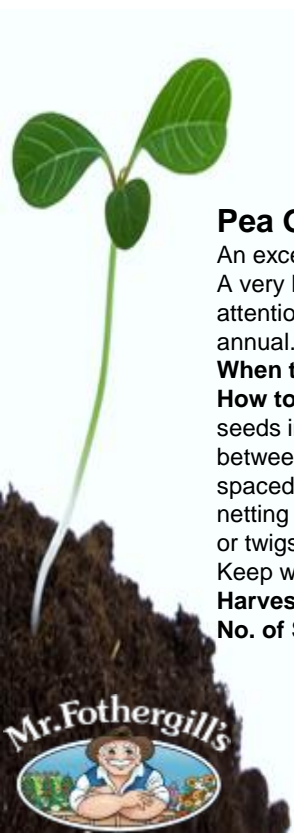 Pea
An exce
A very
attentio
annual.
When t
How to
seeds i
betwee
spaced
netting
or twigs
Keep w
Harves
No. of S
Mr. Fothergill's